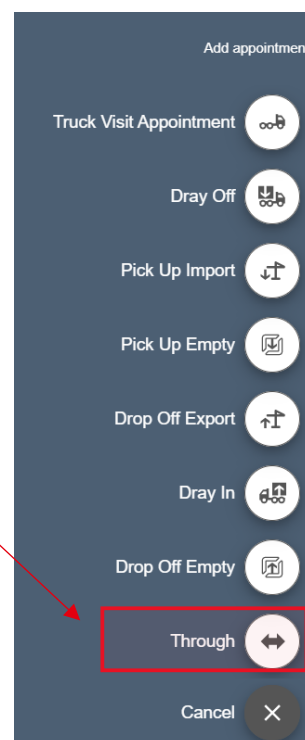 Add appointmen
Truck Visit Appointment
Dray Off
Pick Up Import
Pick Up Empty
Drop Off Export
Dray In
Drop Off Empty
Through
Cancel